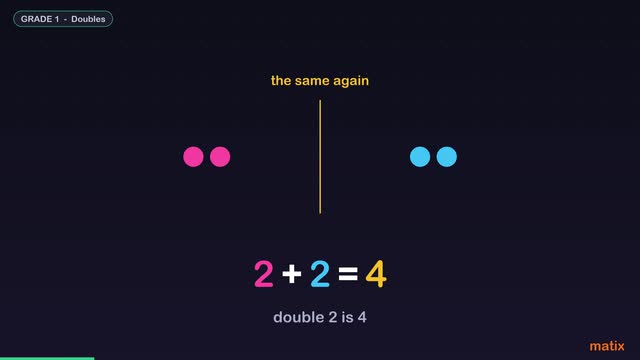 GRADE 1 - Doubles
the same again
2 + 2 = 4
double 2 is 4
matix